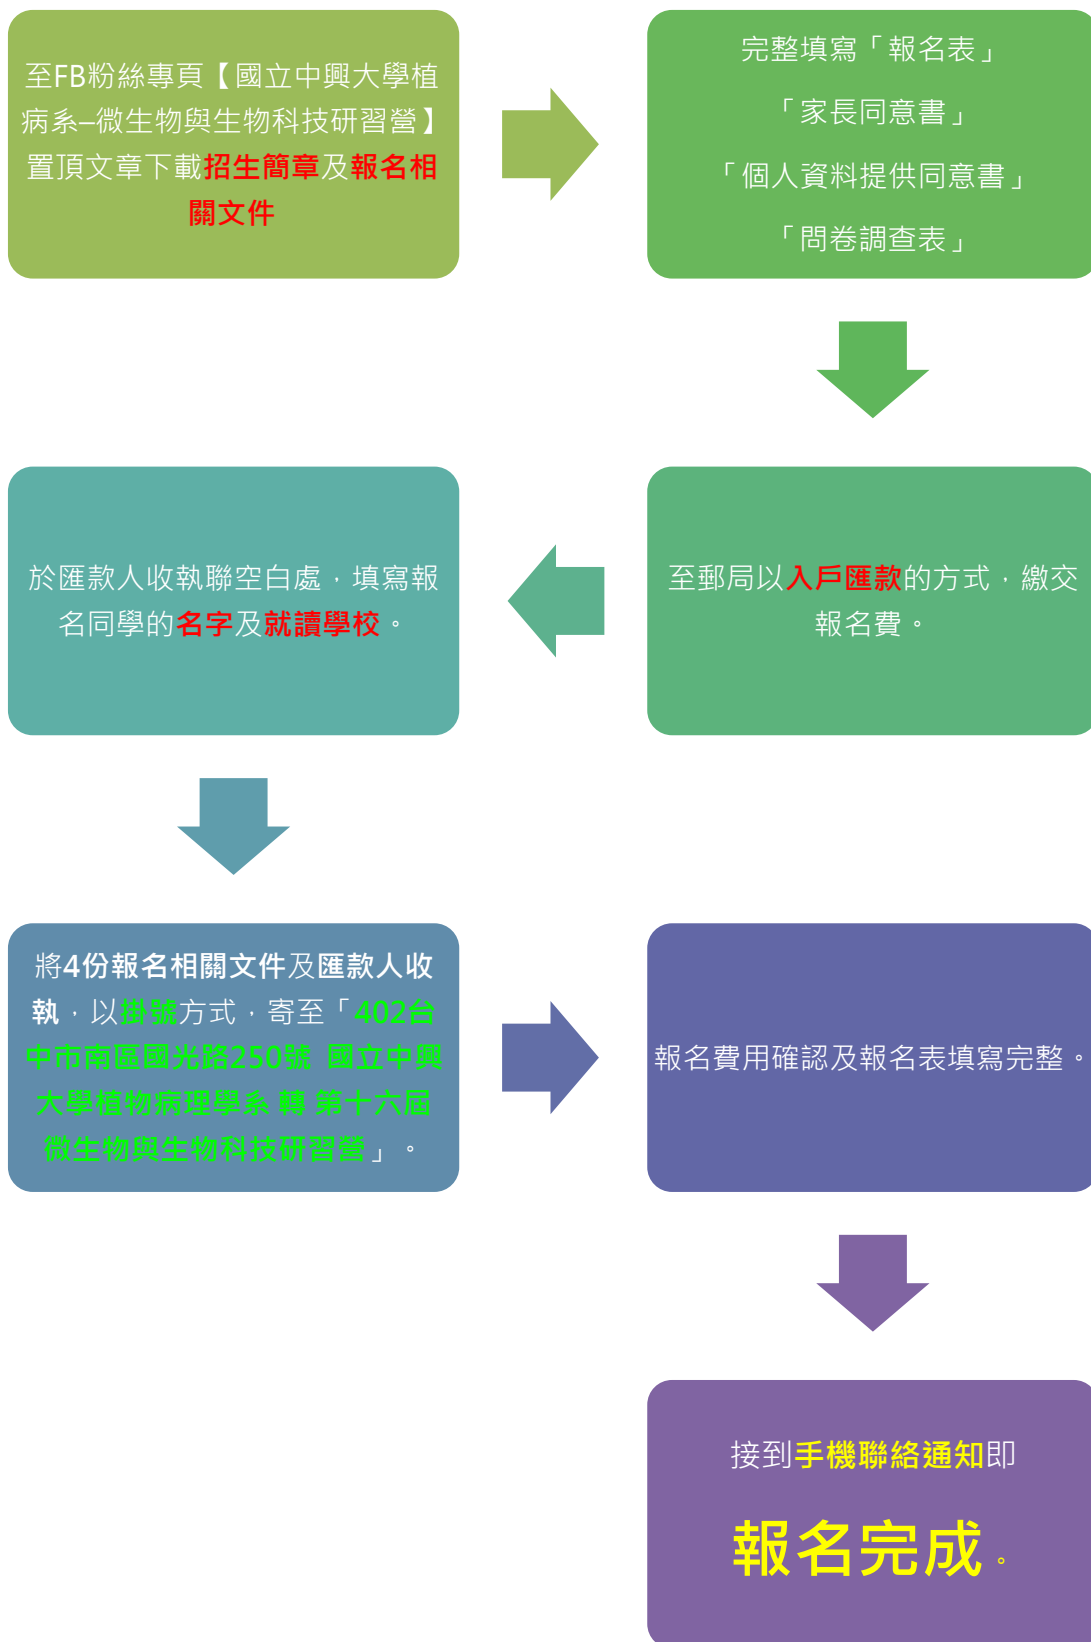 至FB粉絲專頁【國立中興大學植
病系–微生物與生物科技研習營】
置頂文章下載招生簡章及報名相
關文件
完整填寫「報名表」
「家長同意書」
「個人資料提供同意書」
「問卷調查表」
至郵局以入戶匯款的方式，繳交
報名費。
於匯款人收執聯空白處，填寫報
名同學的名字及就讀學校。
將4份報名相關文件及匯款人收
執，以掛號方式，寄至「402台
中市南區國光路250號 國立中興
大學植物病理學系 轉 第十六屆
微生物與生物科技研習營」。
報名費用確認及報名表填寫完整。
接到手機聯絡通知即
報名完成。